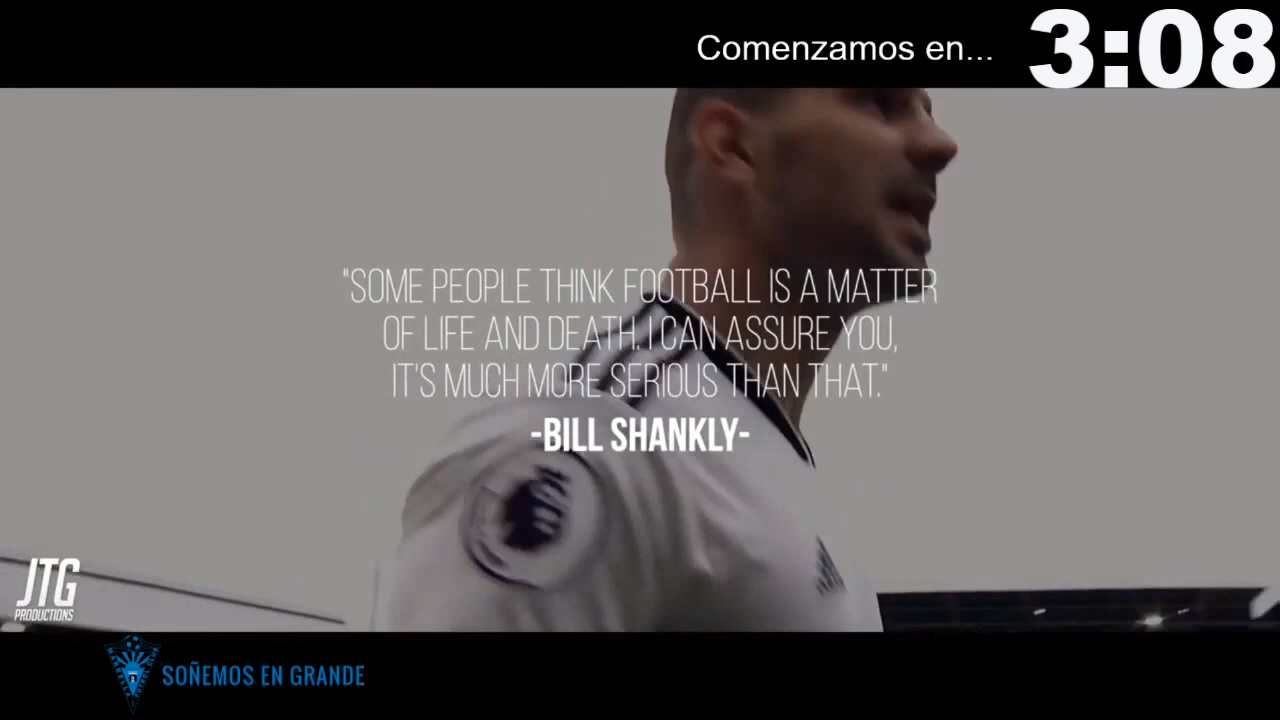 Comenzamos en... 3:08
"SOME PEOPLE THINK FOOTBALL IS A MATTER
OF LIFE AND DEATH. I CAN ASSURE YOU,
IT'S MUCH MORE SERIOUS THAN THAT."
-BILL SHANKLY-
JTG
PRODUCTIONS
SOÑEMOS EN GRANDE